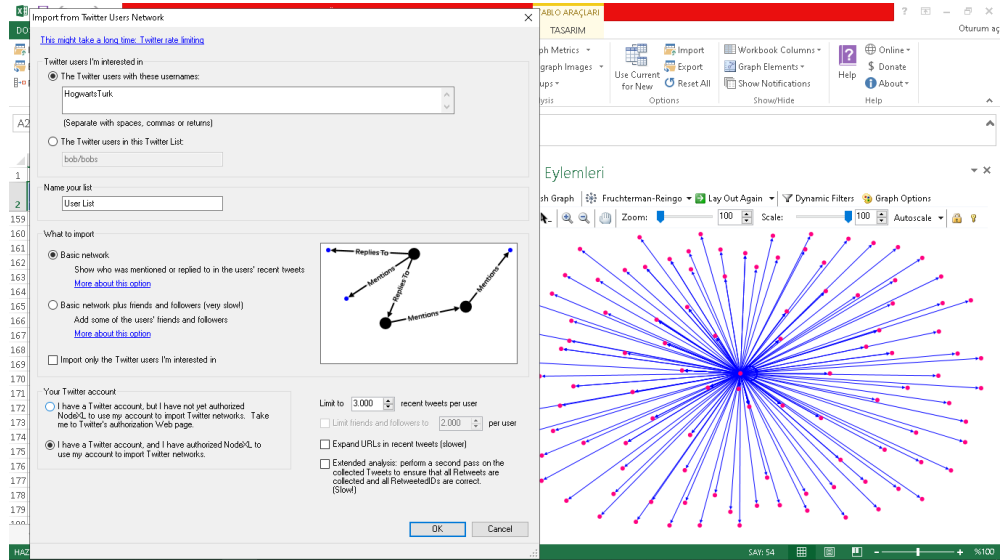 Import from Twitter Users Network
This might take a long time: Twitter rate limiting
Twitter users I'm interested in
The Twitter users with these usernames:
HogwartsTurk
(Separate with spaces, commas or returns)
The Twitter users in this Twitter List:
bob/bobs
Name your list
User List
What to import
Basic network
Show who was mentioned or replied to in the users' recent tweets
More about this option
Basic network plus friends and followers (very slow!)
Add some of the users' friends and followers
More about this option
Import only the Twitter users I'm interested in
Replies To
Mentions
Replies To
Mentions
Mentions
Your Twitter account
I have a Twitter account, but I have not yet authorized
NodeXL to use my account to import Twitter networks. Take
me to Twitter's authorization Web page.
I have a Twitter account, and I have authorized NodeXL to
use my account to import Twitter networks.
Limit to 3.000 recent tweets per user
Limit friends and followers to 2.000 per user
Expand URLs in recent tweets (slower)
Extended analysis: perform a second pass on the
collected Tweets to ensure that all Retweets are
collected and all RetweetedIDs are correct.
(Slow!)
OK Cancel
TABLO ARAÇLARI
TASARIM
Oturum aç
ph Metrics
graph Images
ups
ysis
Use Current
for New
Import
Export
Reset All
Options
Workbook Columns
Graph Elements
Show Notifications
Show/Hide
Help
Online
Donate
About
Help
Eylemleri
sh Graph Fruchterman-Reingo Lay Out Again Dynamic Filters Graph Options
Zoom: 100 Scale: 100 Autoscale
DO
A2
1
2
159
160
161
162
163
164
165
166
167
168
169
170
171
172
173
174
175
176
177
178
179
HAZ
SAY: 54
%100